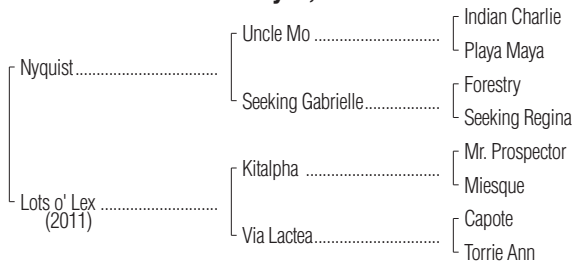 Indian Charlie
Uncle Mo ..............................
Playa Maya
Nyquist..................................
Forestry
Seeking Gabrielle..................
Seeking Regina
Mr. Prospector
Kitalpha ................................
Miesque
Lots o' Lex ...........................
(2011)
Capote
Via Lactea..............................
Torrie Ann